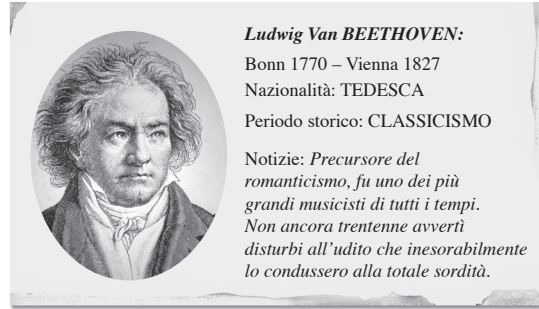 Ludwig Van BEETHOVEN:
Bonn 1770 – Vienna 1827
Nazionalità: TEDESCA
Periodo storico: CLASSICISMO
Notizie: Precursore del
romanticismo, fu uno dei più
grandi musicisti di tutti i tempi.
Non ancora trentenne avvertì
disturbi all’udito che inesorabilmente
lo condussero alla totale sordità.